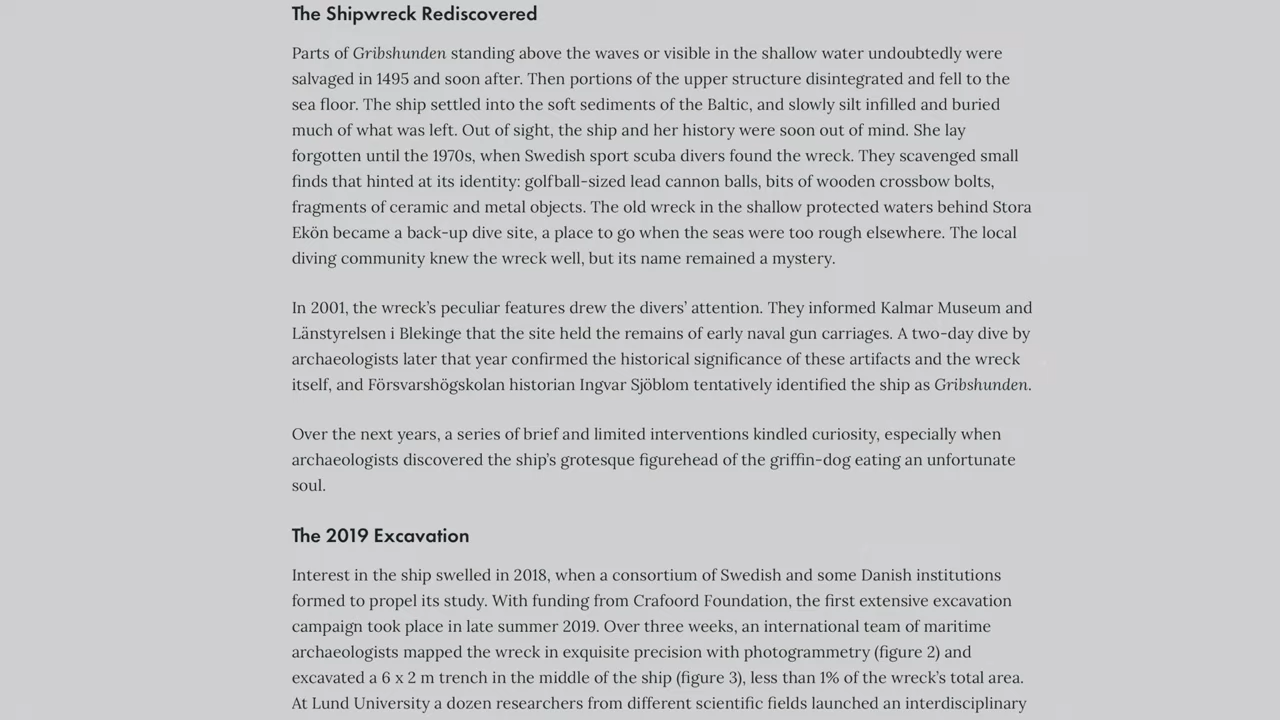 The Shipwreck Rediscovered
Parts of Gribshunden standing above the waves or visible in the shallow water undoubtedly were
salvaged in 1495 and soon after. Then portions of the upper structure disintegrated and fell to the
sea floor. The ship settled into the soft sediments of the Baltic, and slowly silt infilled and buried
much of what was left. Out of sight, the ship and her history were soon out of mind. She lay
forgotten until the 1970s, when Swedish sport scuba divers found the wreck. They scavenged small
finds that hinted at its identity: golfball-sized lead cannon balls, bits of wooden crossbow bolts,
fragments of ceramic and metal objects. The old wreck in the shallow protected waters behind Stora
Ekön became a back-up dive site, a place to go when the seas were too rough elsewhere. The local
diving community knew the wreck well, but its name remained a mystery.
In 2001, the wreck’s peculiar features drew the divers’ attention. They informed Kalmar Museum and
Länstyrelsen i Blekinge that the site held the remains of early naval gun carriages. A two-day dive by
archaeologists later that year confirmed the historical significance of these artifacts and the wreck
itself, and Försvarshögskolan historian Ingvar Sjöblom tentatively identified the ship as Gribshunden.
Over the next years, a series of brief and limited interventions kindled curiosity, especially when
archaeologists discovered the ship’s grotesque figurehead of the griffin-dog eating an unfortunate
soul.
The 2019 Excavation
Interest in the ship swelled in 2018, when a consortium of Swedish and some Danish institutions
formed to propel its study. With funding from Crafoord Foundation, the first extensive excavation
campaign took place in late summer 2019. Over three weeks, an international team of maritime
archaeologists mapped the wreck in exquisite precision with photogrammetry (figure 2) and
excavated a 6 x 2 m trench in the middle of the ship (figure 3), less than 1% of the wreck’s total area.
At Lund University a dozen researchers from different scientific fields launched an interdisciplinary